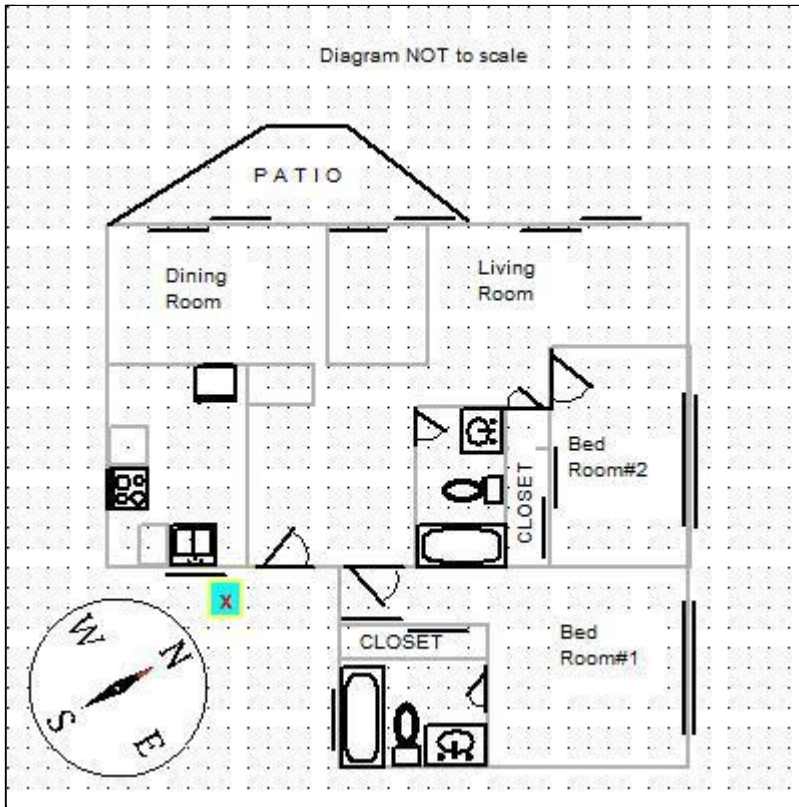 Diagram NOT to scale
PATIO
Dining
Room
Living
Room
Bed
Room#2
CLOSET
X
W
N
S
E
CLOSET
Bed
Room#1